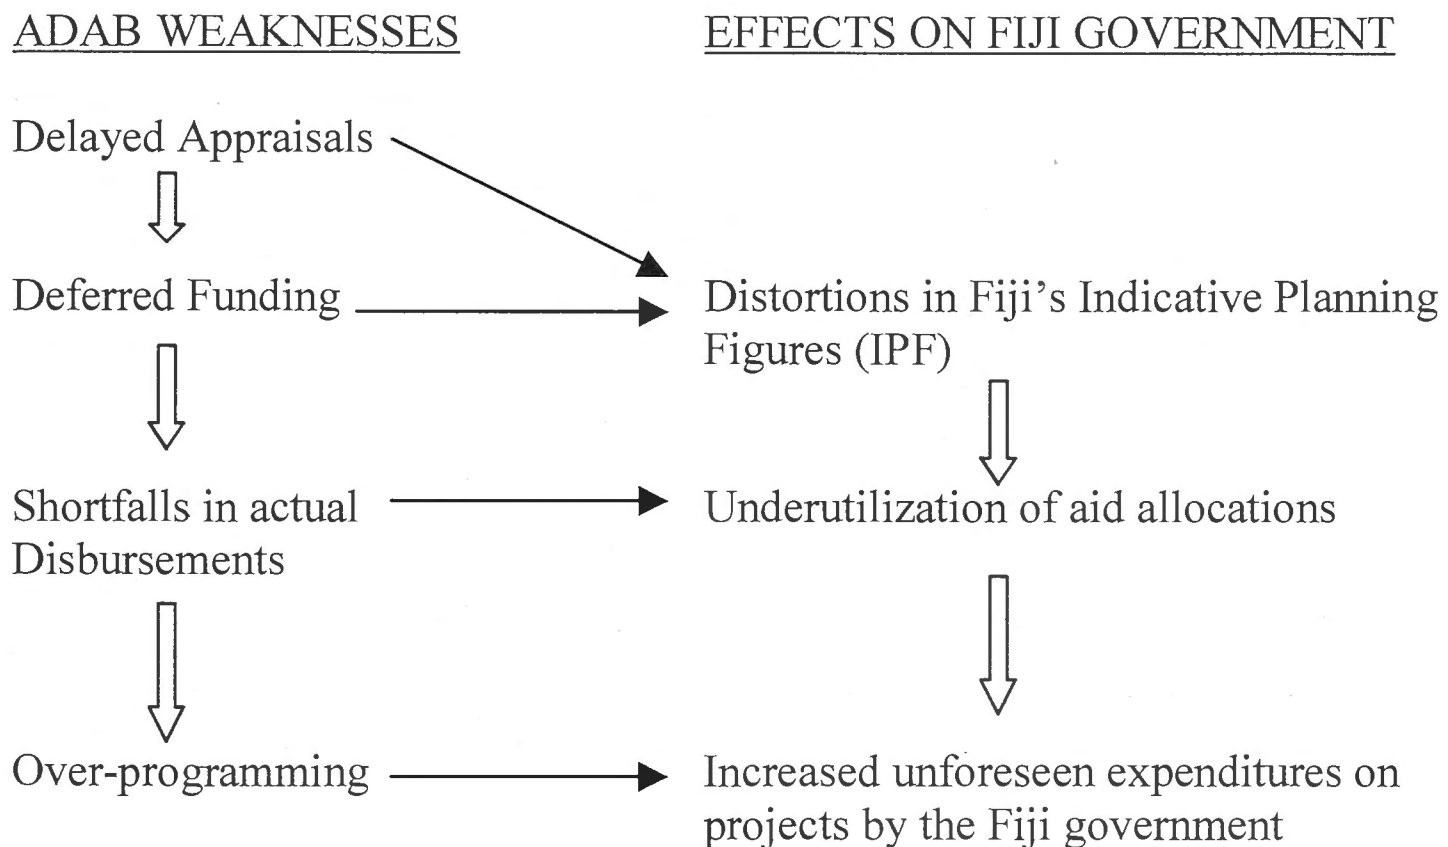 ADAB WEAKNESSES
EFFECTS ON FIJI GOVERNMENT
Delayed Appraisals
Deferred Funding
Distortions in Fiji's Indicative Planning
Figures (IPF)
Shortfalls in actual
Disbursements
Underutilization of aid allocations
Over-programming
Increased unforeseen expenditures on
projects by the Fiji government